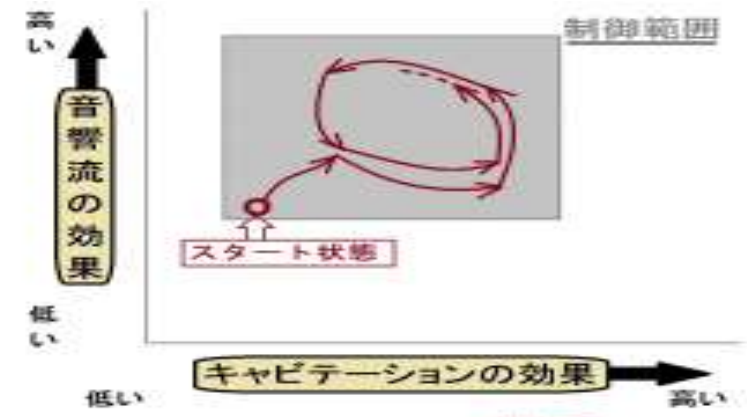 高い
制御範囲
音響流の効果
スタート状態
低い
キャビテーションの効果
低い
高い